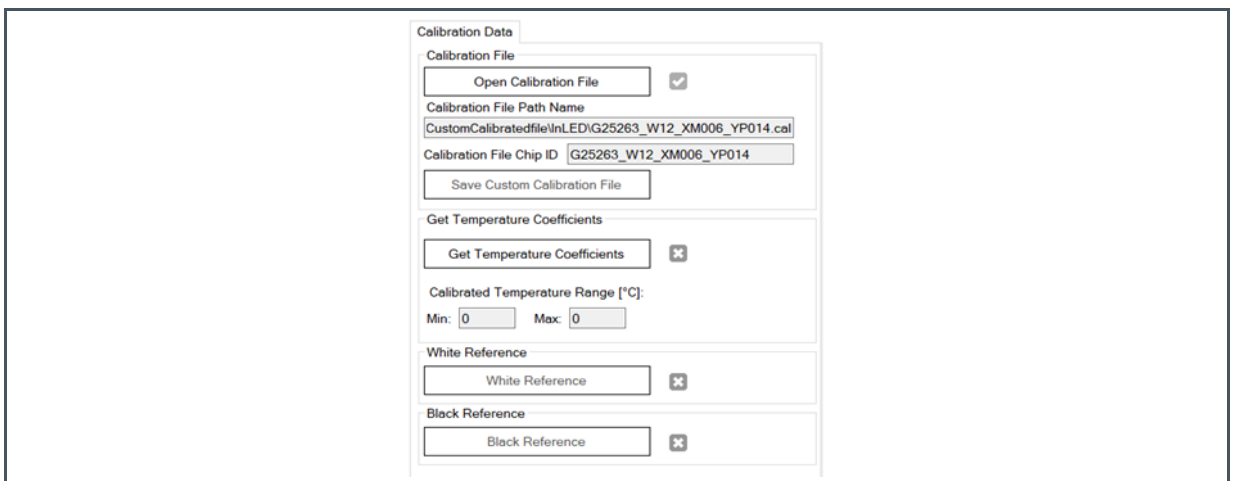 Calibration Data
Calibration File
Open Calibration File
Calibration File Path Name
CustomCalibratedfile\InLED\G25263_W12_XM006_YP014.cal
Calibration File Chip ID G25263_W12_XM006_YP014
Save Custom Calibration File
Get Temperature Coefficients
Get Temperature Coefficients
Calibrated Temperature Range [°C]:
Min: 0 Max: 0
White Reference
White Reference
Black Reference
Black Reference